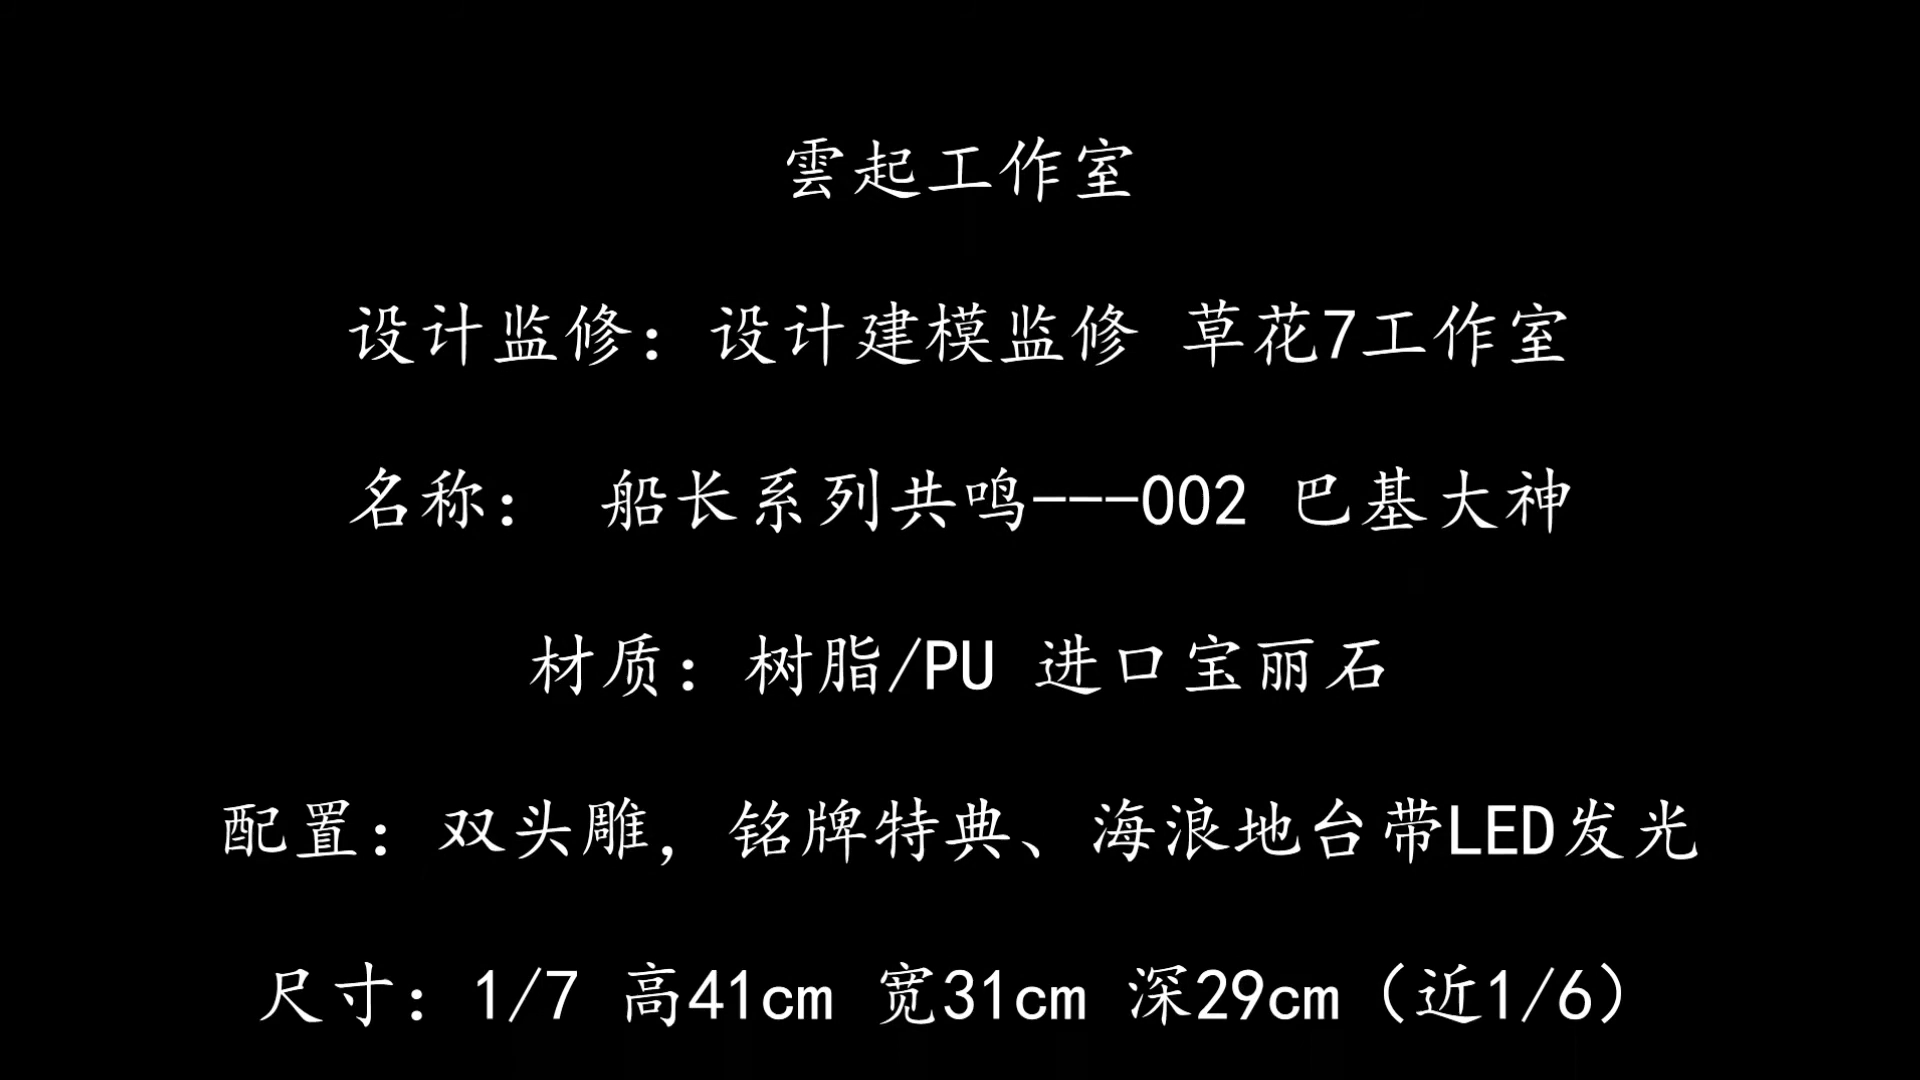 雲起工作室
设计监修：设计建模监修 草花7工作室
名称： 船长系列共鸣---002 巴基大神
材质：树脂/PU 进口宝丽石
配置：双头雕，铭牌特典、海浪地台带LED发光
尺寸：1/7 高41cm 宽31cm 深29cm（近1/6）